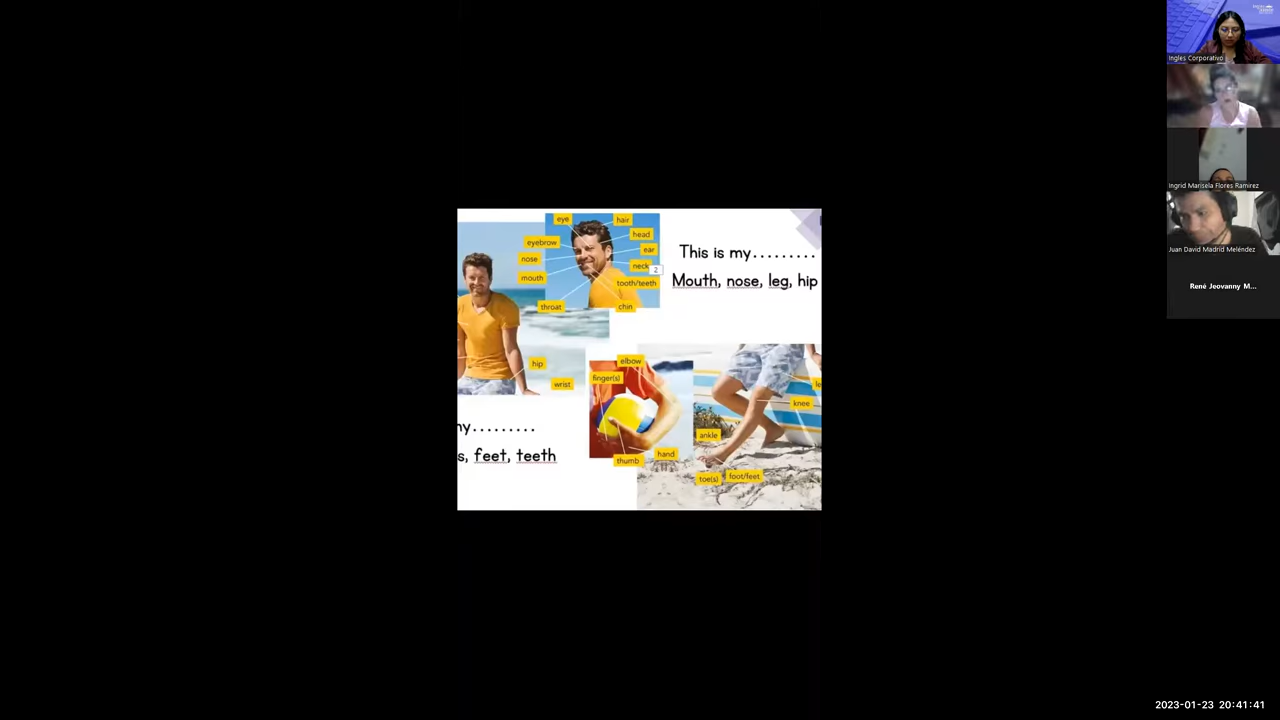 eye
hair
head
eyebrow
ear
nose
neck
2
mouth
tooth/teeth
throat
chin
This is my.........
Mouth, nose, leg, hip
hip
wrist
elbow
finger(s)
thumb
hand
knee
ankle
toe(s)
foot/feet
feet, teeth
Ingles Corporativo
Ingrid Marisela Flores Ramirez
Juan David Madrid Meléndez
René Jeovanny M...
2023-01-23 20:41:41